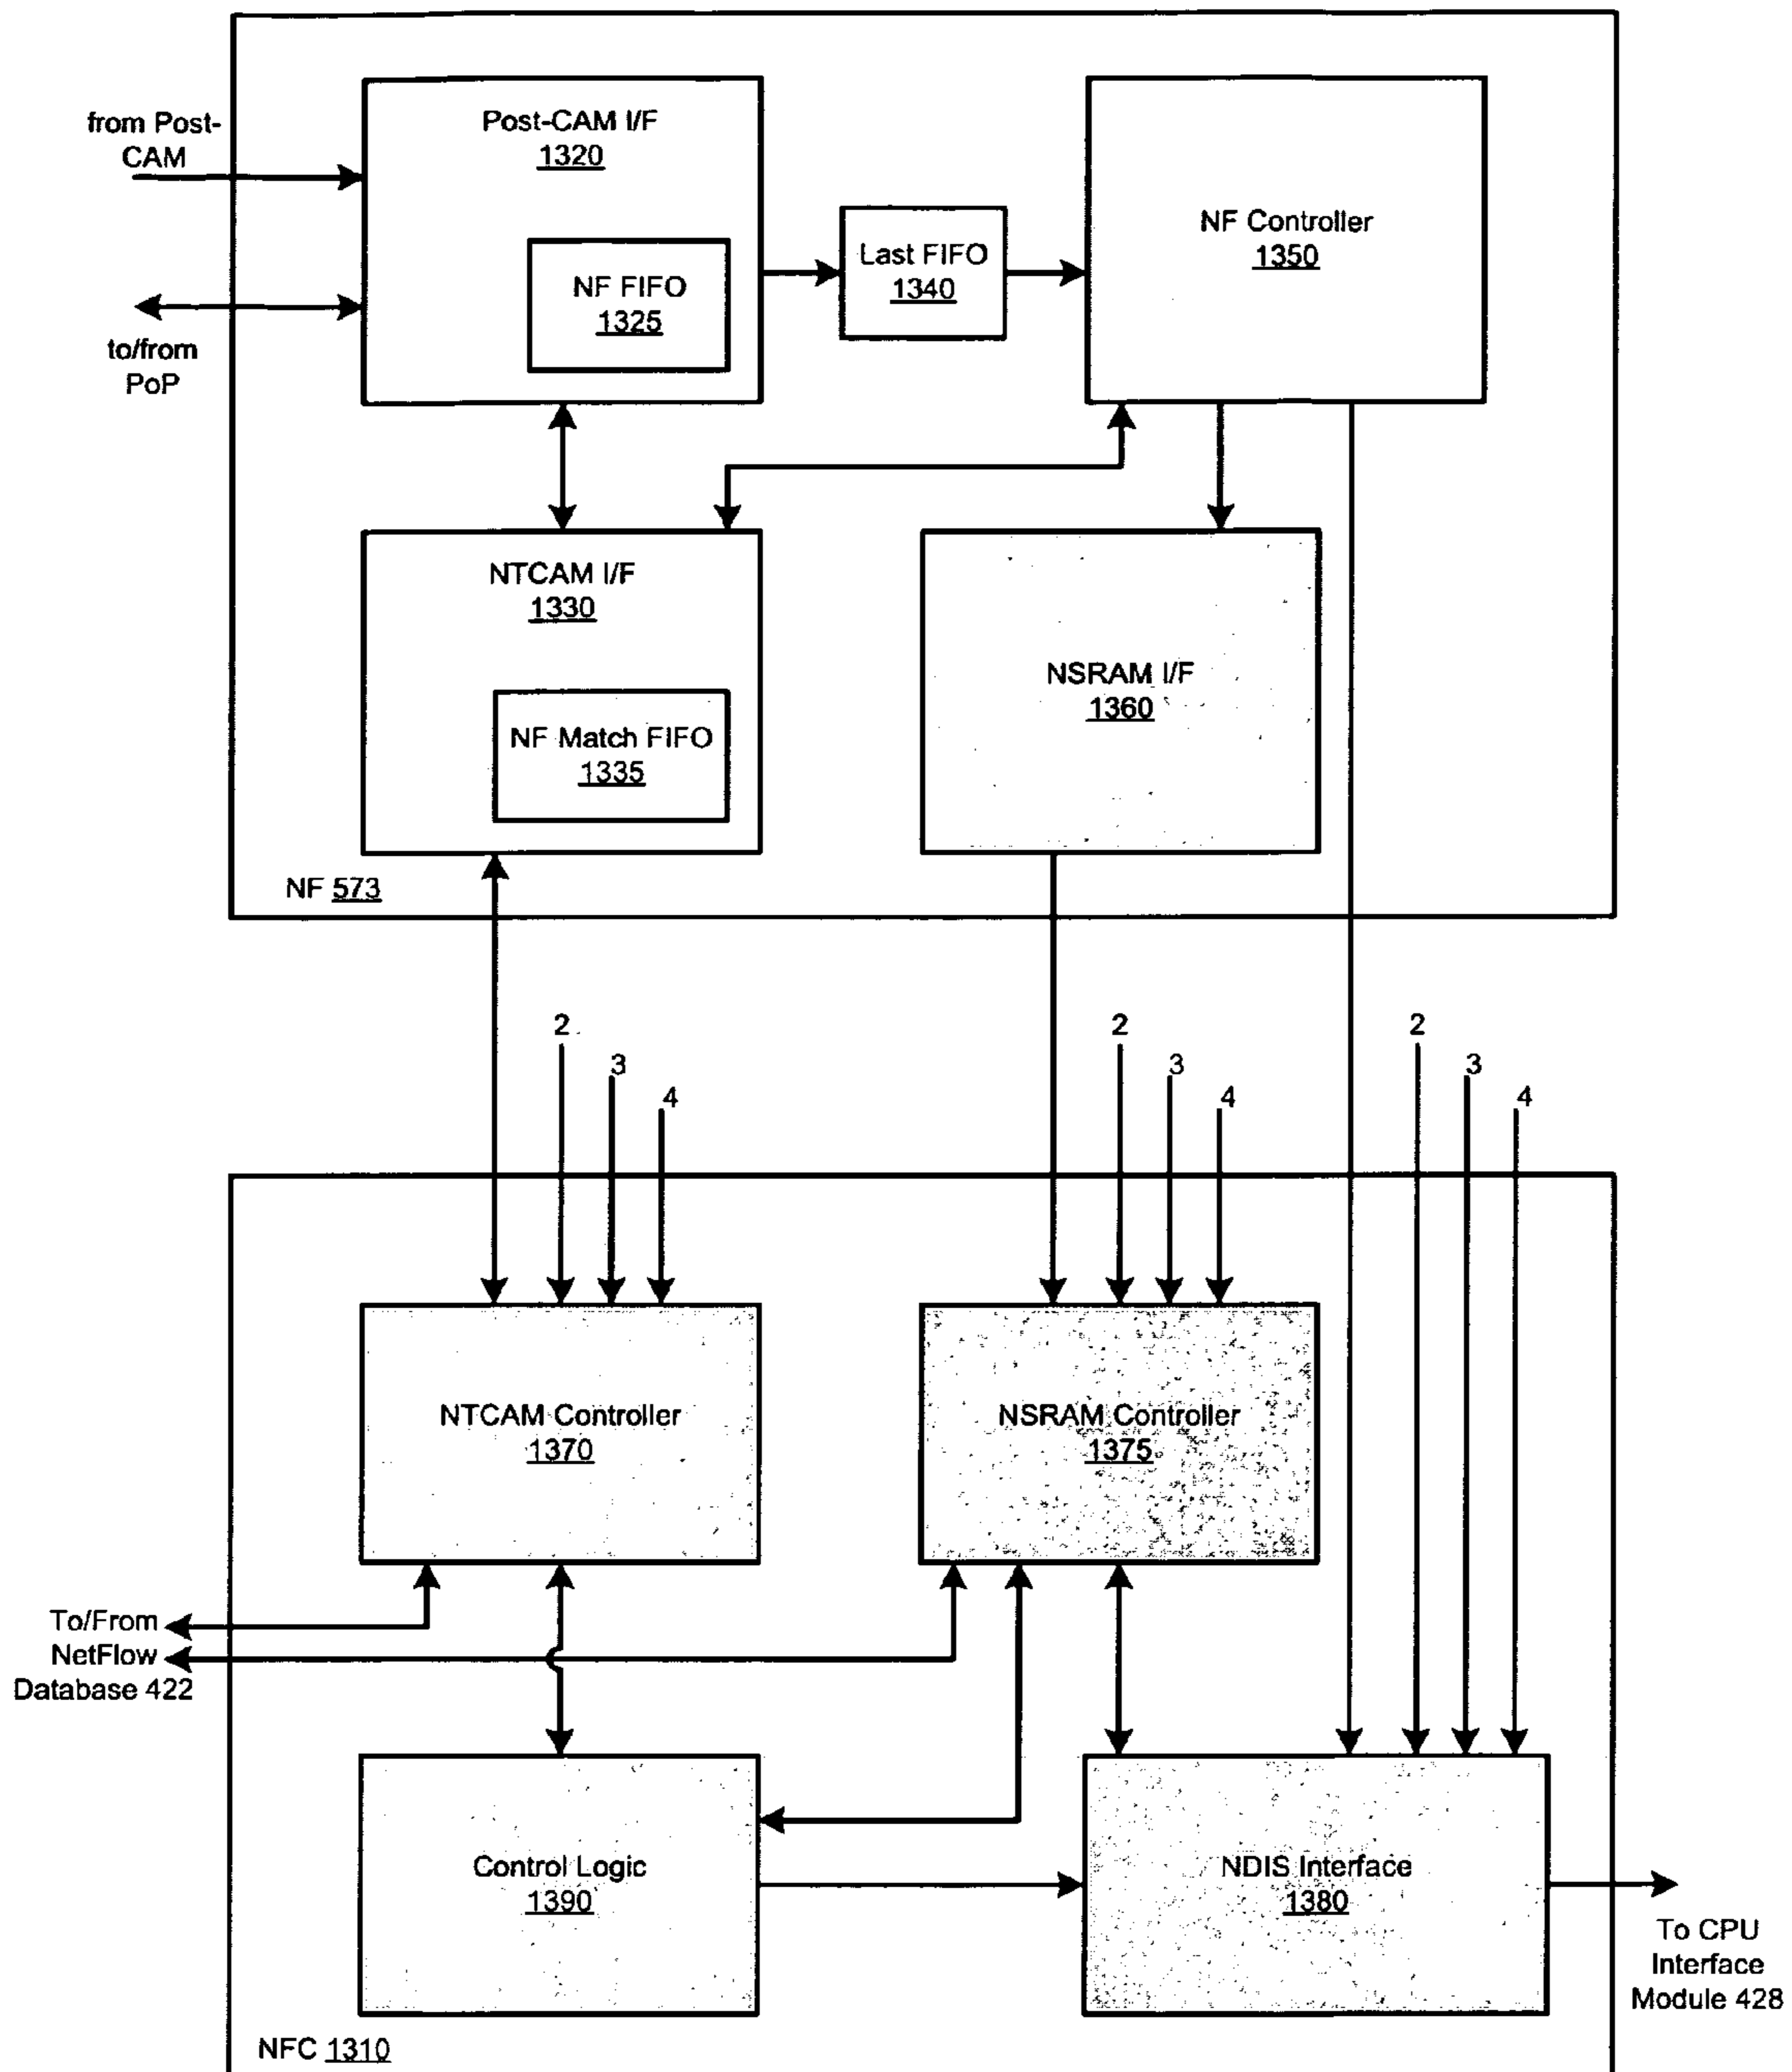 from Post-
CAM
to/from
PoP
Post-CAM I/F
1320
NF FIFO
1325
Last FIFO
1340
NF Controller
1350
NTCAM I/F
1330
NF Match FIFO
1335
NSRAM I/F
1360
NF 573
2
3
4
2
3
4
2
3
4
NTCAM Controller
1370
NSRAM Controller
1375
To/From
NetFlow
Database 422
Control Logic
1390
NDIS Interface
1380
To CPU
Interface
Module 428
NFC 1310